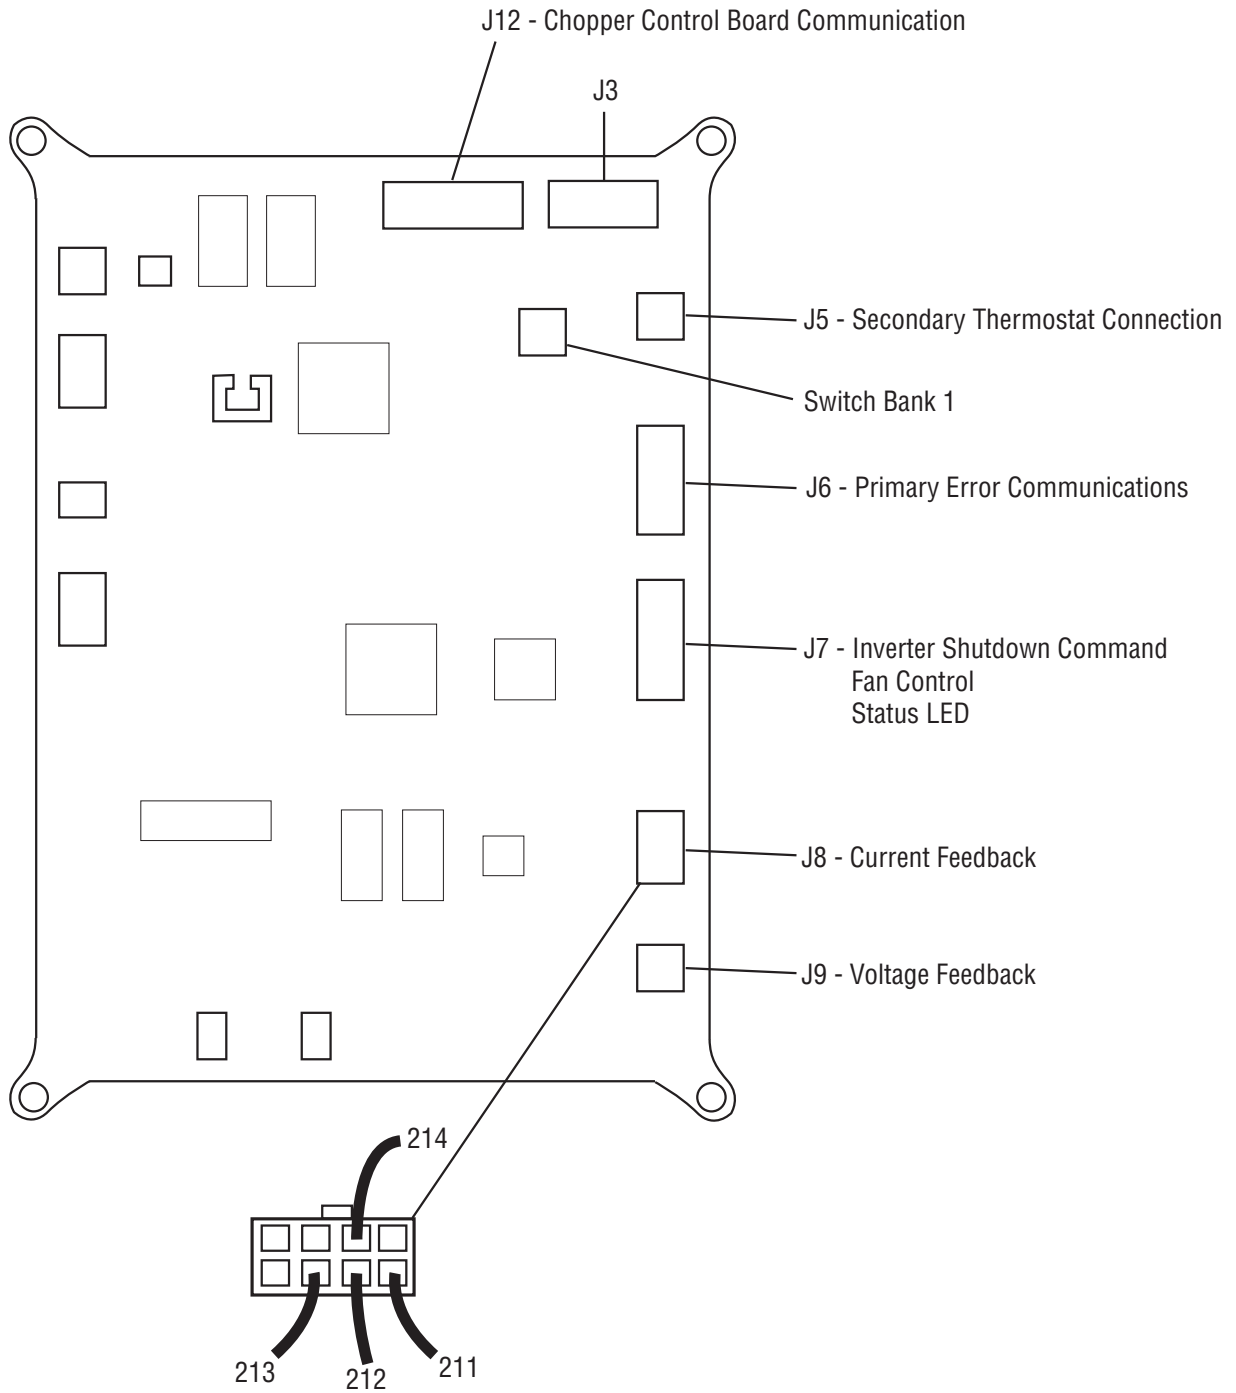 J12 - Chopper Control Board Communication
J3
J5 - Secondary Thermostat Connection
Switch Bank 1
J6 - Primary Error Communications
J7 - Inverter Shutdown Command
Fan Control
Status LED
J8 - Current Feedback
J9 - Voltage Feedback
214
213
212
211